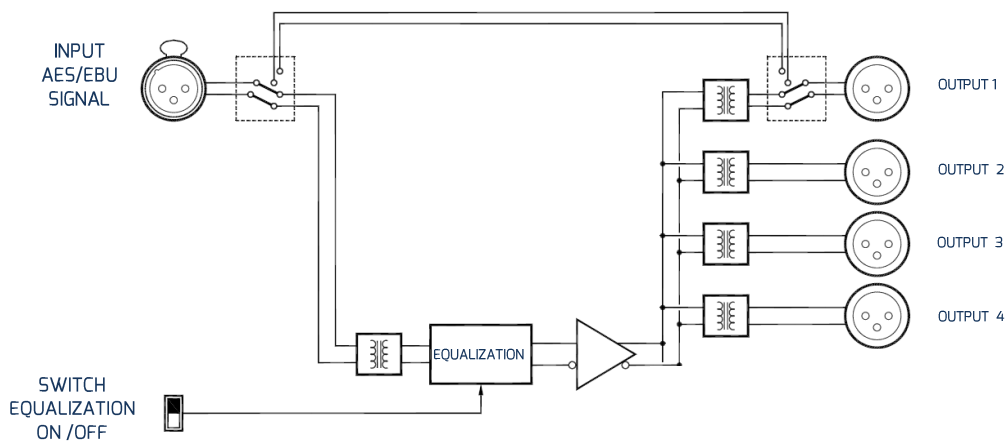 INPUT
AES/EBU
SIGNAL
OUTPUT 1
OUTPUT 2
OUTPUT 3
OUTPUT 4
EQUALIZATION
SWITCH
EQUALIZATION
ON /OFF